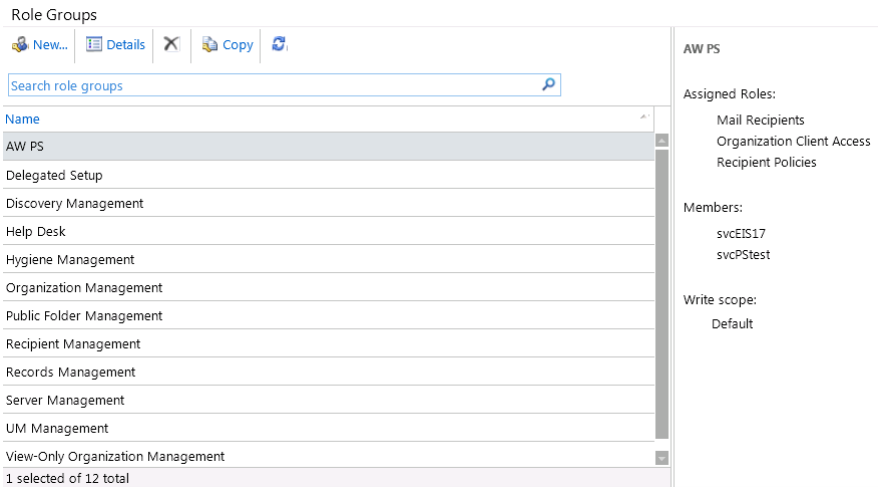 Role Groups
New... Details Copy
Search role groups
Name
AW PS
Delegated Setup
Discovery Management
Help Desk
Hygiene Management
Organization Management
Public Folder Management
Recipient Management
Records Management
Server Management
UM Management
View-Only Organization Management
1 selected of 12 total
AW PS
Assigned Roles:
Mail Recipients
Organization Client Access
Recipient Policies
Members:
svcEIS17
svcPStest
Write scope:
Default